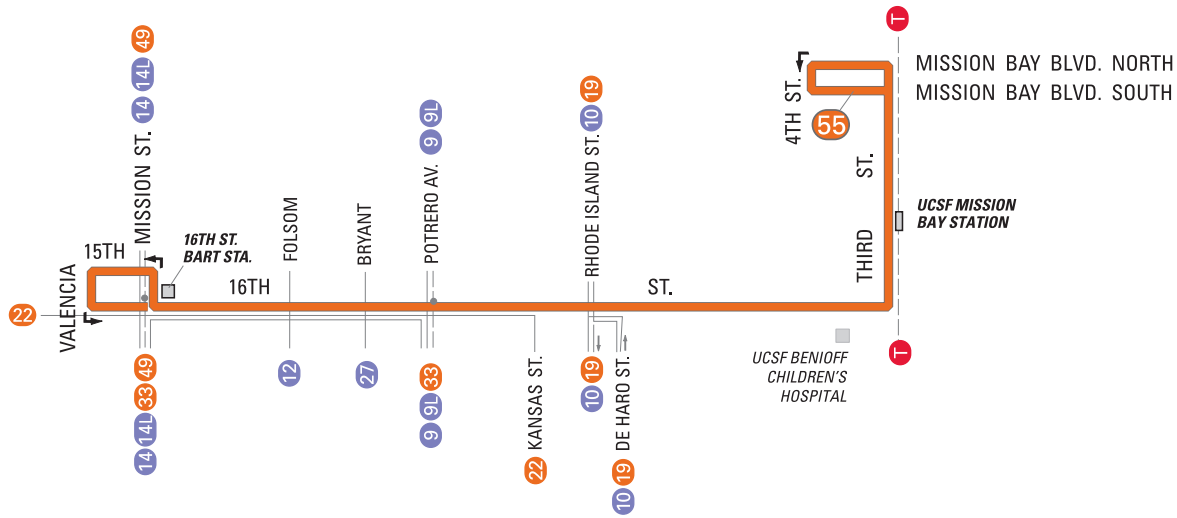 T
MISSION BAY BLVD. NORTH
MISSION BAY BLVD. SOUTH
4TH ST.
55
THIRD ST.
UCSF MISSION
BAY STATION
T
UCSF BENIOFF
CHILDREN'S
HOSPITAL
MISSION ST. 14 14L 49
15TH
VALENCIA
22
16TH ST.
BART STA.
16TH ST.
FOLSOM
BRYANT
POTRERO AV. 9 9L
RHODE ISLAND ST. 10 19
14 14L 33 49
12
27
9 9L 33
22 KANSAS ST.
10 19
10 19 DE HARO ST.